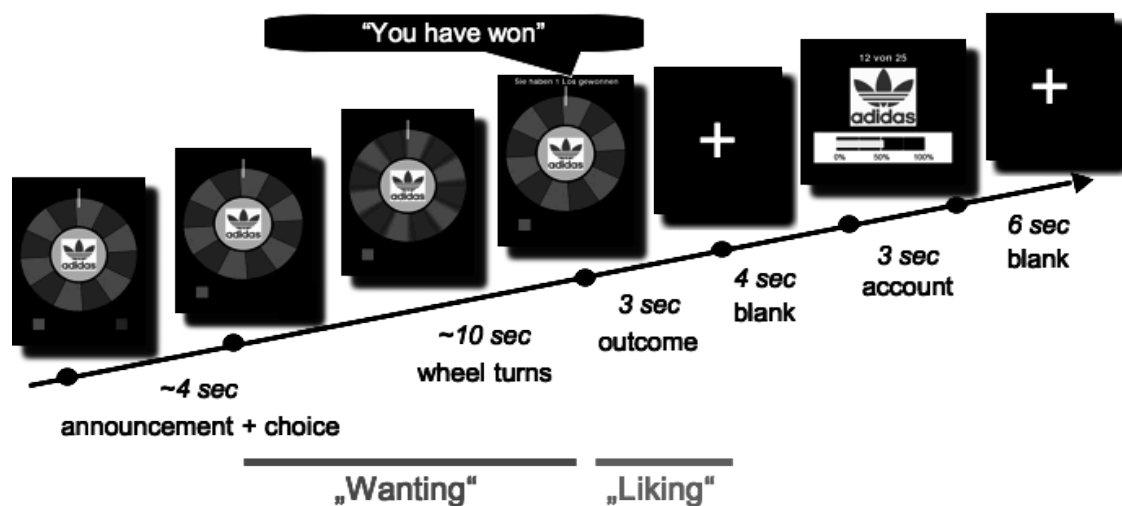 “You have won”
Sie haben 1 Los gewonnen
12 von 25
adidas
adidas
adidas
adidas
adidas
0% 50% 100%
~4 sec
announcement + choice
~10 sec
wheel turns
3 sec
outcome
4 sec
blank
3 sec
account
6 sec
blank
„Wanting“
„Liking“